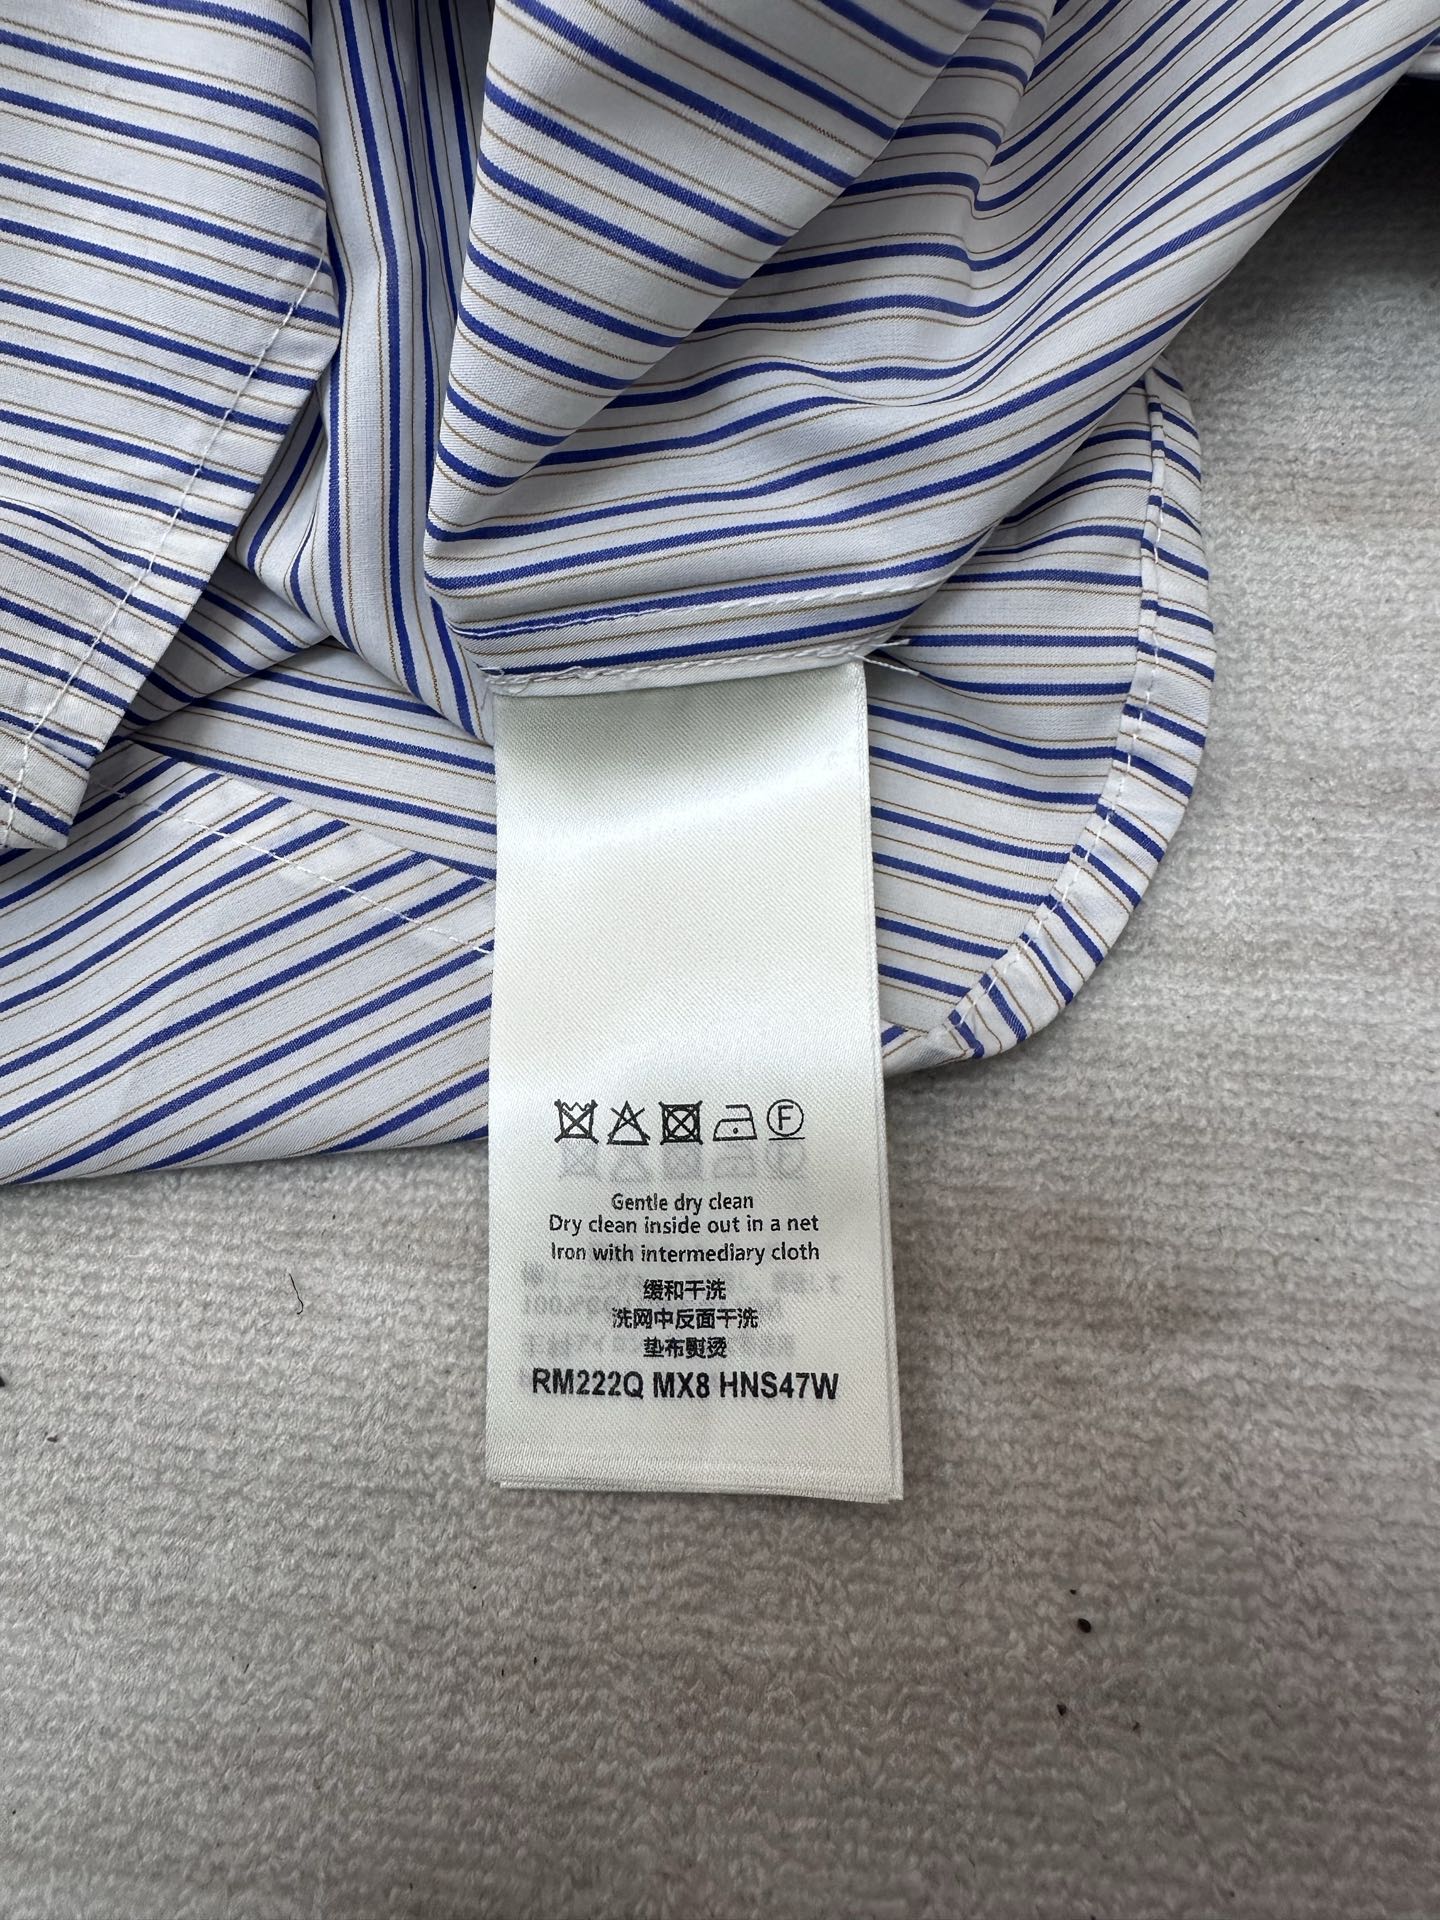 F
Gentle dry clean
Dry clean inside out in a net
Iron with intermediary cloth
缓和干洗
洗网中反面干洗
垫布熨烫
RM222Q MX8 HNS47W